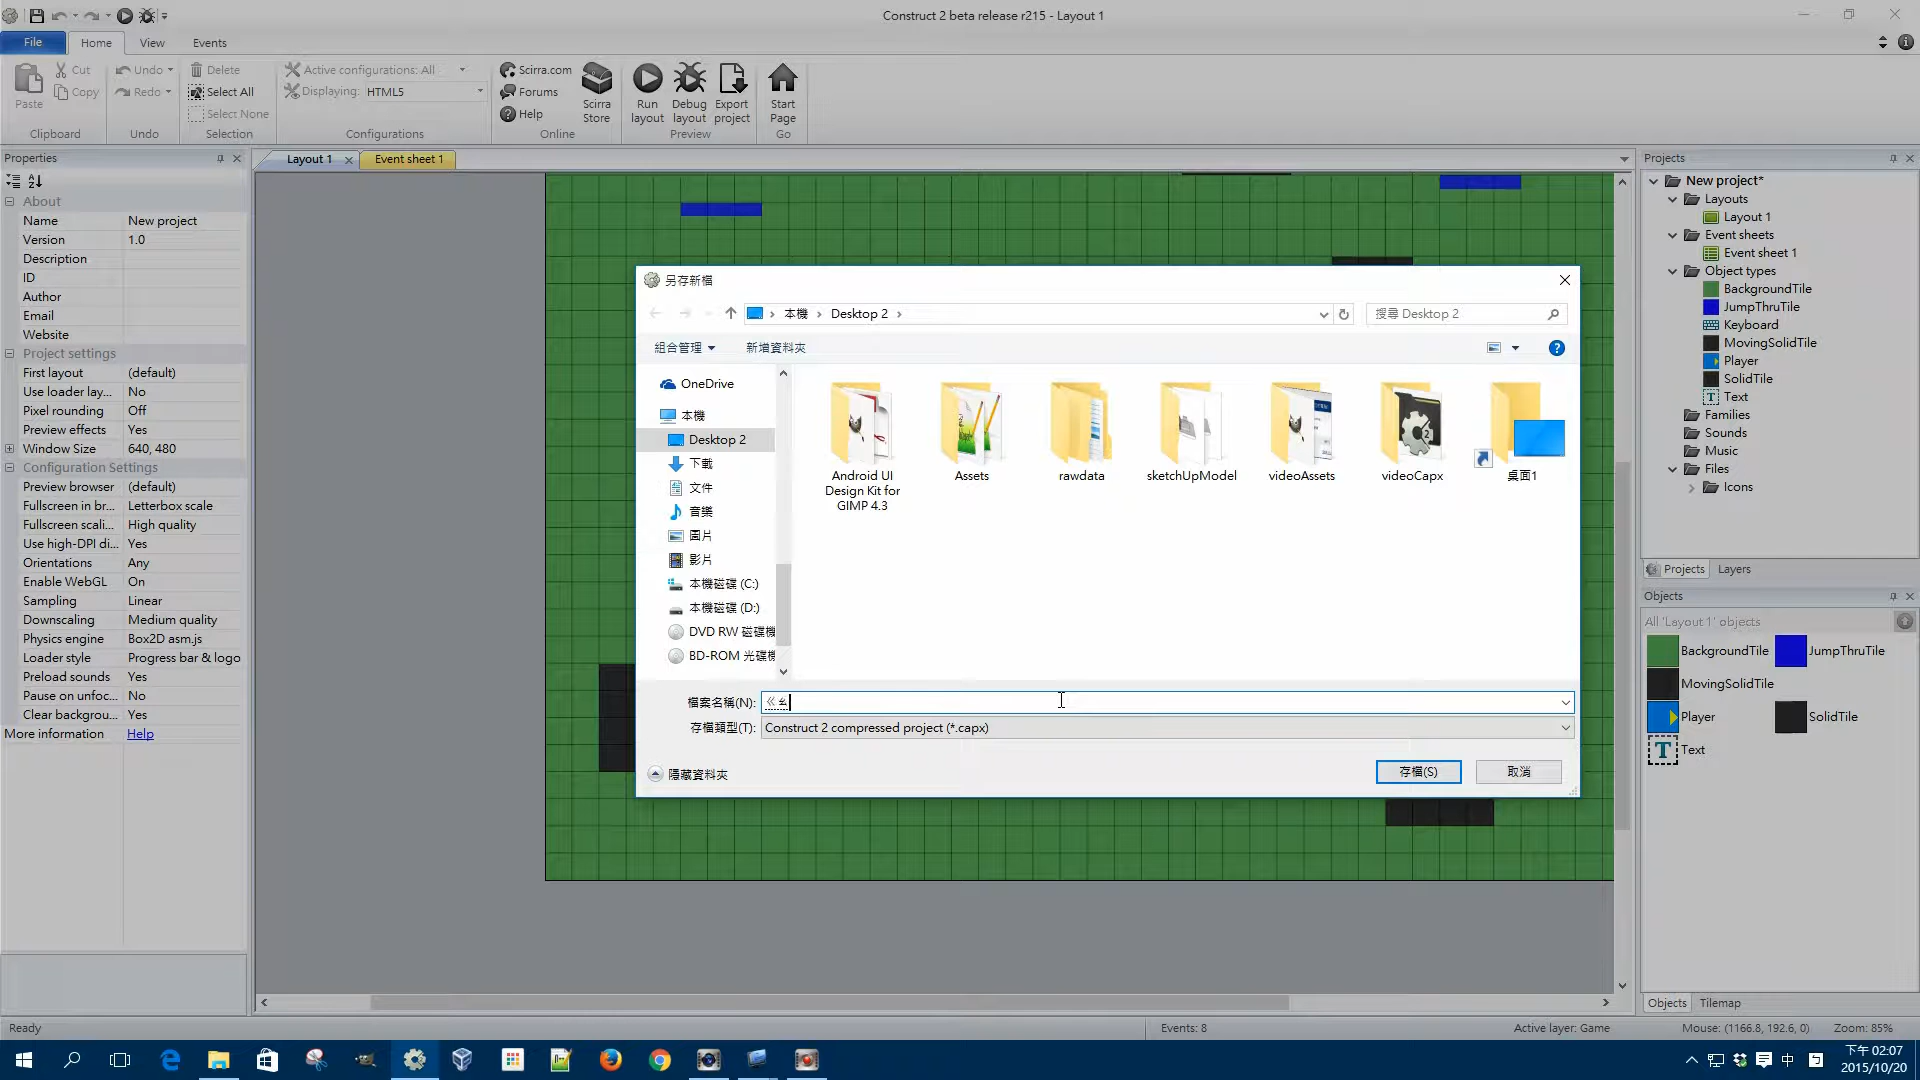 Construct 2 beta release r215 - Layout 1
File
Home
View
Events
Paste
Cut
Copy
Clipboard
Undo
Redo
Undo
Delete
Select All
Select None
Selection
Active configurations: All
Displaying: HTML5
Configurations
Scirra.com
Forums
Help
Scirra Store
Online
Run layout
Debug layout
Export project
Preview
Start Page
Go
Properties
About
Name New project
Version 1.0
Description
ID
Author
Email
Website
Project settings
First layout (default)
Use loader lay... No
Pixel rounding Off
Preview effects Yes
Window Size 640, 480
Configuration Settings
Preview browser (default)
Fullscreen in br... Letterbox scale
Fullscreen scali... High quality
Use high-DPI di... Yes
Orientations Any
Enable WebGL On
Sampling Linear
Downscaling Medium quality
Physics engine Box2D asm.js
Loader style Progress bar & logo
Preload sounds Yes
Pause on unfoc... No
Clear backgrou... Yes
More information Help
Layout 1
Event sheet 1
另存新檔
本機 Desktop 2
搜尋 Desktop 2
組合管理
新增資料夾
OneDrive
本機
Desktop 2
下載
文件
音樂
圖片
影片
本機磁碟 (C:)
本機磁碟 (D:)
DVD RW 磁碟機
BD-ROM 光碟機
Android UI
Design Kit for
GIMP 4.3
Assets
rawdata
sketchUpModel
videoAssets
videoCapx
桌面1
檔案名稱(N): ㄍㄠ
存檔類型(T): Construct 2 compressed project (*.capx)
隱藏資料夾
存檔(S)
取消
Projects
New project*
Layouts
Layout 1
Event sheets
Event sheet 1
Object types
BackgroundTile
JumpThruTile
Keyboard
MovingSolidTile
Player
SolidTile
Text
Families
Sounds
Music
Files
Icons
Projects
Layers
Objects
All 'Layout 1' objects
BackgroundTile
JumpThruTile
MovingSolidTile
Player
SolidTile
Text
Objects
Tilemap
Ready
Events: 8
Active layer: Game
Mouse: (1166.8, 192.6, 0)
Zoom: 85%
中
ㄅ
下午 02:07
2015/10/20